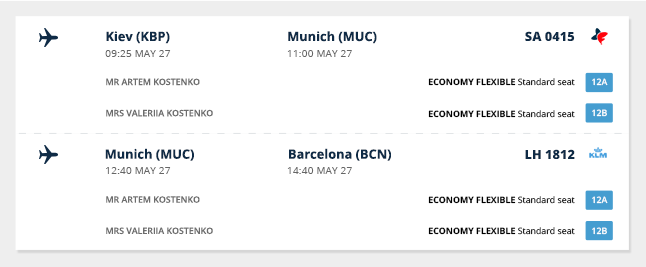 Kiev (KBP) Munich (MUC) SA 0415
09:25 MAY 27 11:00 MAY 27
MR ARTEM KOSTENKO ECONOMY FLEXIBLE Standard seat 12A
MRS VALERIIA KOSTENKO ECONOMY FLEXIBLE Standard seat 12B
Munich (MUC) Barcelona (BCN) LH 1812 KLM
12:40 MAY 27 14:40 MAY 27
MR ARTEM KOSTENKO ECONOMY FLEXIBLE Standard seat 12A
MRS VALERIIA KOSTENKO ECONOMY FLEXIBLE Standard seat 12B